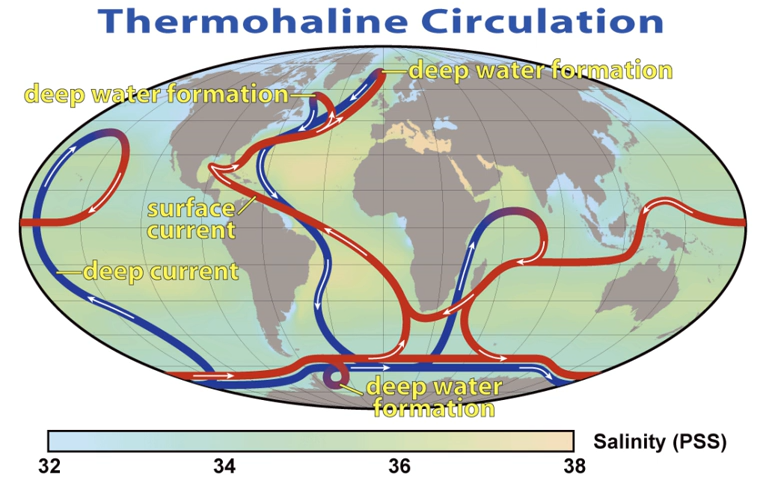 Thermohaline Circulation
deep water formation
deep water formation
surface
current
deep current
deep water
formation
Salinity (PSS)
32 34 36 38